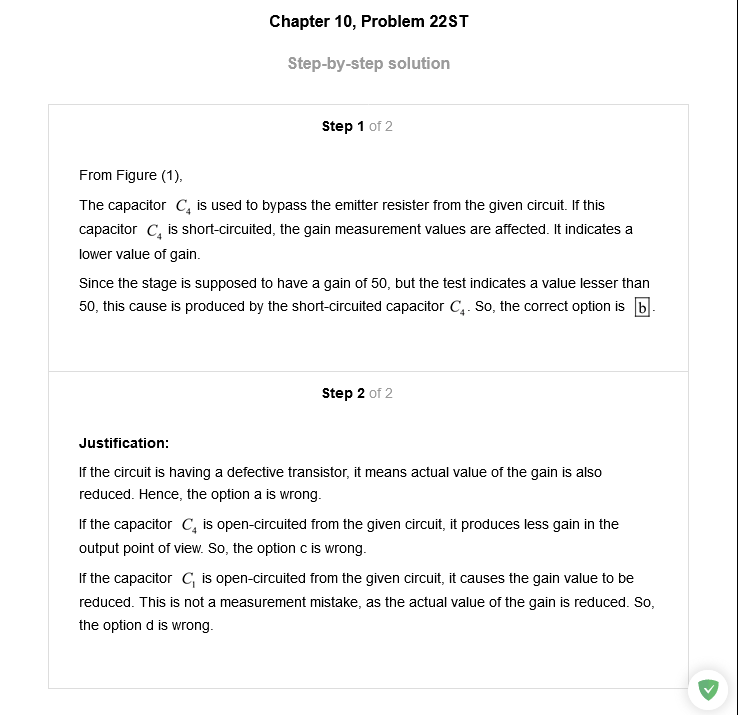 Chapter 10, Problem 22ST
Step-by-step solution
Step 1 of 2
From Figure (1),
The capacitor C₄ is used to bypass the emitter resister from the given circuit. If this
capacitor C₄ is short-circuited, the gain measurement values are affected. It indicates a
lower value of gain.
Since the stage is supposed to have a gain of 50, but the test indicates a value lesser than
50, this cause is produced by the short-circuited capacitor C₄. So, the correct option is b.
Step 2 of 2
Justification:
If the circuit is having a defective transistor, it means actual value of the gain is also
reduced. Hence, the option a is wrong.
If the capacitor C₄ is open-circuited from the given circuit, it produces less gain in the
output point of view. So, the option c is wrong.
If the capacitor C₁ is open-circuited from the given circuit, it causes the gain value to be
reduced. This is not a measurement mistake, as the actual value of the gain is reduced. So,
the option d is wrong.